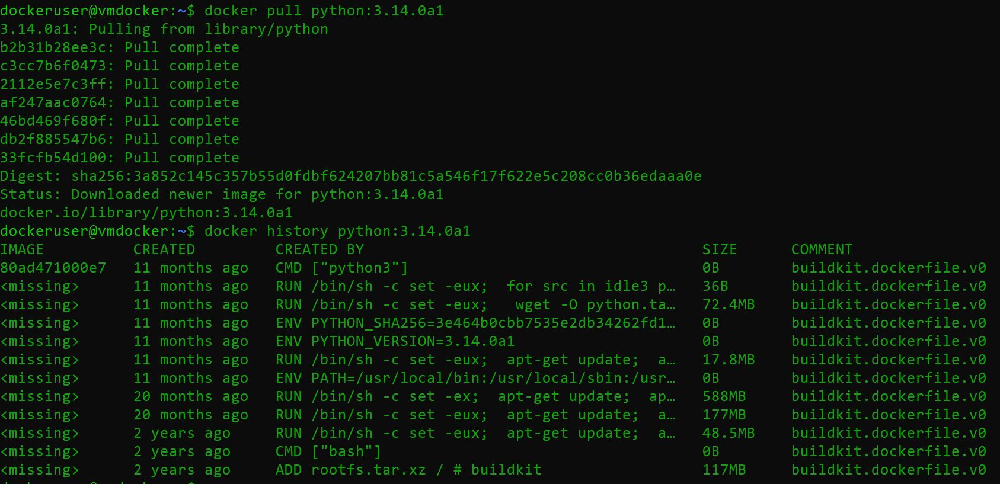 dockeruser@vmdocker:~$ docker pull python:3.14.0a1
3.14.0a1: Pulling from library/python
b2b31b28ee3c: Pull complete
c3cc7b6f0473: Pull complete
2112e5e7c3ff: Pull complete
af247aac0764: Pull complete
46bd469f680f: Pull complete
db2f885547b6: Pull complete
33fcfb54d100: Pull complete
Digest: sha256:3a852c145c357b55d0fdbf624207bb81c5a546f17f622e5c208cc0b36edaaa0e
Status: Downloaded newer image for python:3.14.0a1
docker.io/library/python:3.14.0a1
dockeruser@vmdocker:~$ docker history python:3.14.0a1
IMAGE          CREATED         CREATED BY                                      SIZE      COMMENT
80ad471000e7   11 months ago   CMD ["python3"]                                 0B        buildkit.dockerfile.v0
<missing>      11 months ago   RUN /bin/sh -c set -eux;  for src in idle3 p…   36B       buildkit.dockerfile.v0
<missing>      11 months ago   RUN /bin/sh -c set -eux;   wget -O python.ta…   72.4MB    buildkit.dockerfile.v0
<missing>      11 months ago   ENV PYTHON_SHA256=3e464b0cbb7535e2db34262fd1…   0B        buildkit.dockerfile.v0
<missing>      11 months ago   ENV PYTHON_VERSION=3.14.0a1                     0B        buildkit.dockerfile.v0
<missing>      11 months ago   RUN /bin/sh -c set -eux;  apt-get update;  a…   17.8MB    buildkit.dockerfile.v0
<missing>      11 months ago   ENV PATH=/usr/local/bin:/usr/local/sbin:/usr…   0B        buildkit.dockerfile.v0
<missing>      20 months ago   RUN /bin/sh -c set -ex;  apt-get update;  ap…   588MB     buildkit.dockerfile.v0
<missing>      20 months ago   RUN /bin/sh -c set -eux;  apt-get update;  a…   177MB     buildkit.dockerfile.v0
<missing>      2 years ago     RUN /bin/sh -c set -eux;  apt-get update;  a…   48.5MB    buildkit.dockerfile.v0
<missing>      2 years ago     CMD ["bash"]                                    0B        buildkit.dockerfile.v0
<missing>      2 years ago     ADD rootfs.tar.xz / # buildkit                  117MB     buildkit.dockerfile.v0